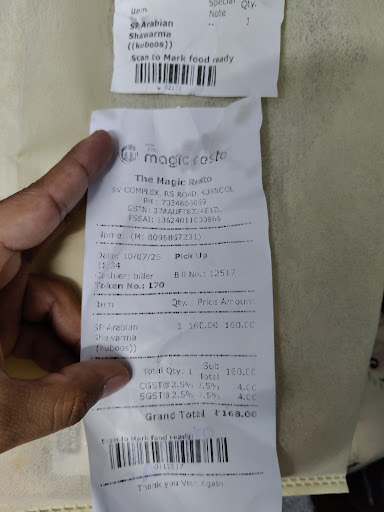 Item
Special
Note
Qty.
SP Arabian
Shawarma
((kuboos))
-- 1
Scan to Mark food ready
magic resto
The Magic Resto
SV COMPLEX, RS ROAD, KURNOOL
PH : 7034600069
Name: (M: 8096867231)
Date: 10/07/25 Pick Up
Cashier: biller Bill No.: 12517
Token No.: 170
Item Qty. Price Amount
SP Arabian 1 160.00 160.00
Shawarma
(kuboos))
Total Qty: 1 Sub Total 160.00
CGST@2.5% 2.5% 4.00
SGST@2.5% 2.5% 4.00
Grand Total ₹168.00
Scan to Mark food ready
Thank you Visit Again